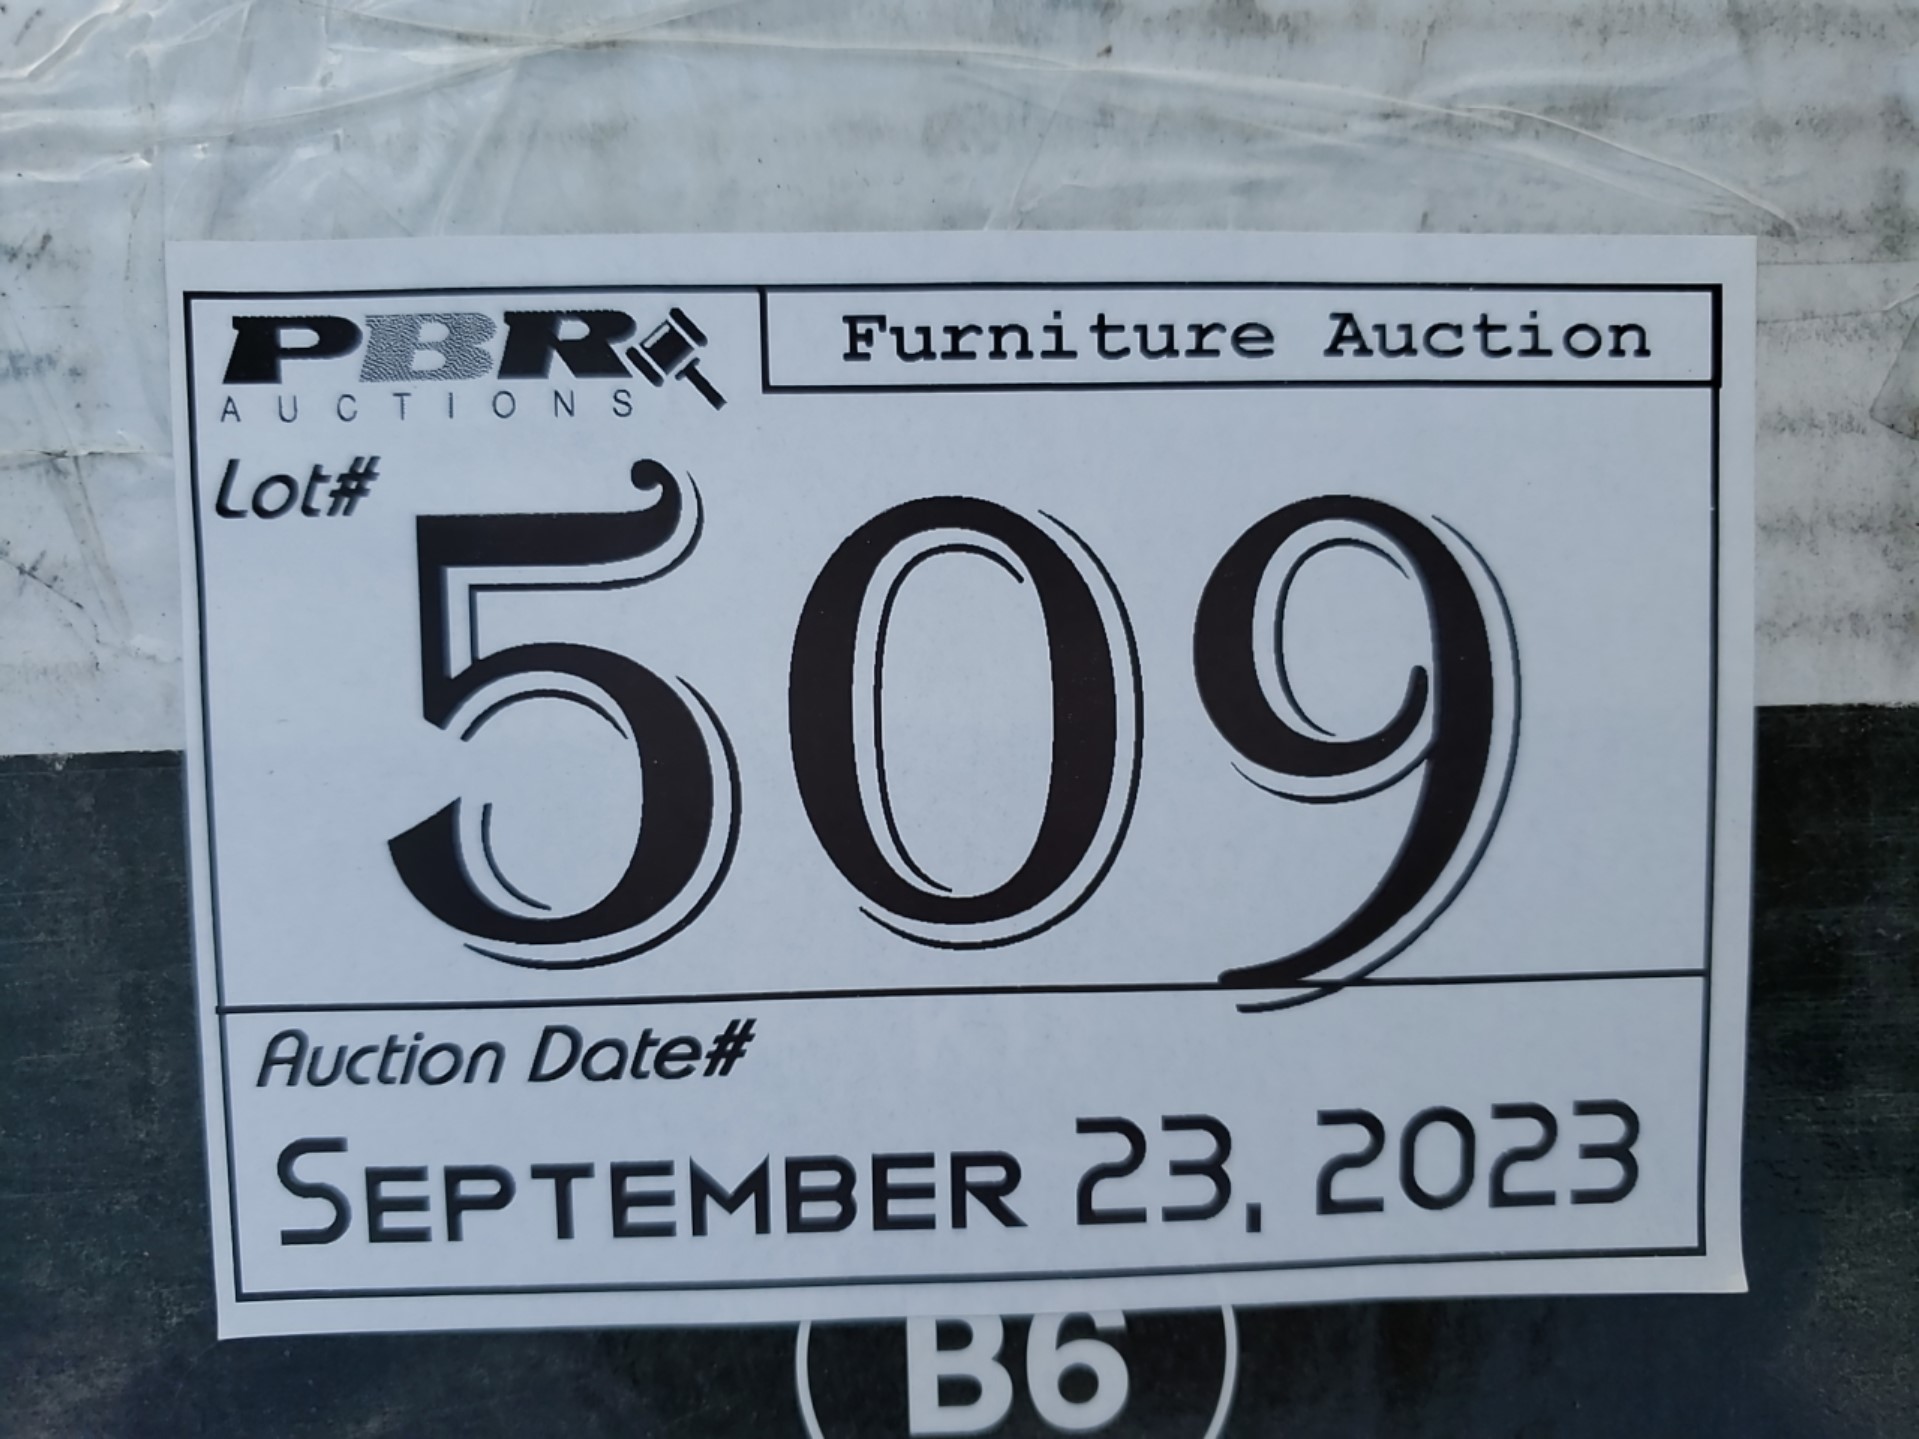 PBR
AUCTIONS
Furniture Auction
Lot#
509
Auction Date#
SEPTEMBER 23, 2023
B6